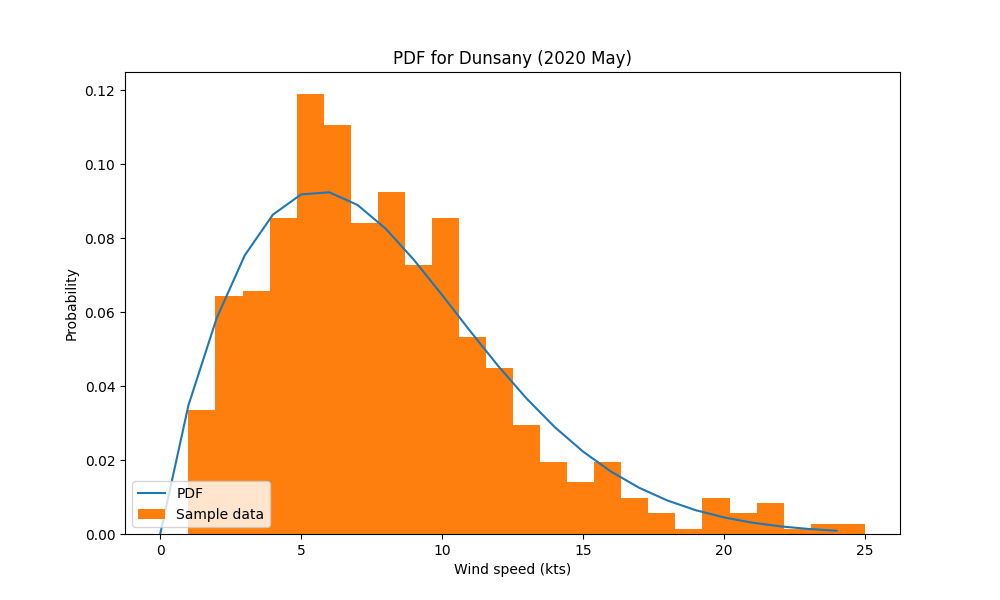 PDF for Dunsany (2020 May)
0.12
0.10
0.08
0.06
0.04
0.02
0.00
Probability
PDF
Sample data
0 5 10 15 20 25
Wind speed (kts)